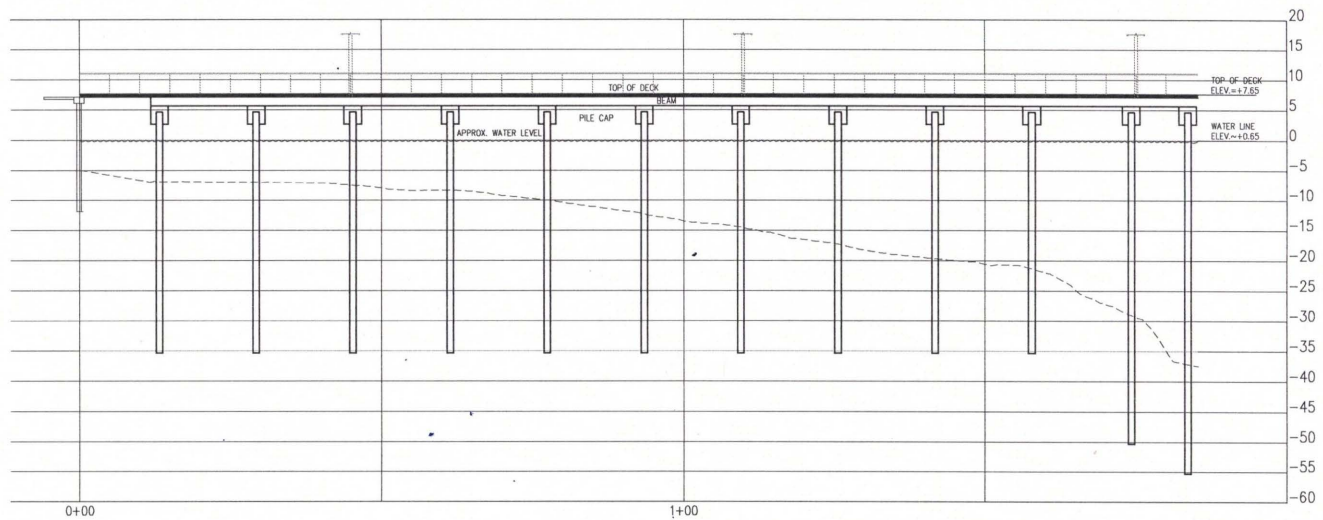 20
15
10
TOP OF DECK
TOP OF DECK
ELEV.=+7.65
BEAM
5
PILE CAP
APPROX. WATER LEVEL
WATER LINE
ELEV.~+0.65
0
-5
-10
-15
-20
-25
-30
-35
-40
-45
-50
-55
-60
0+00
1+00